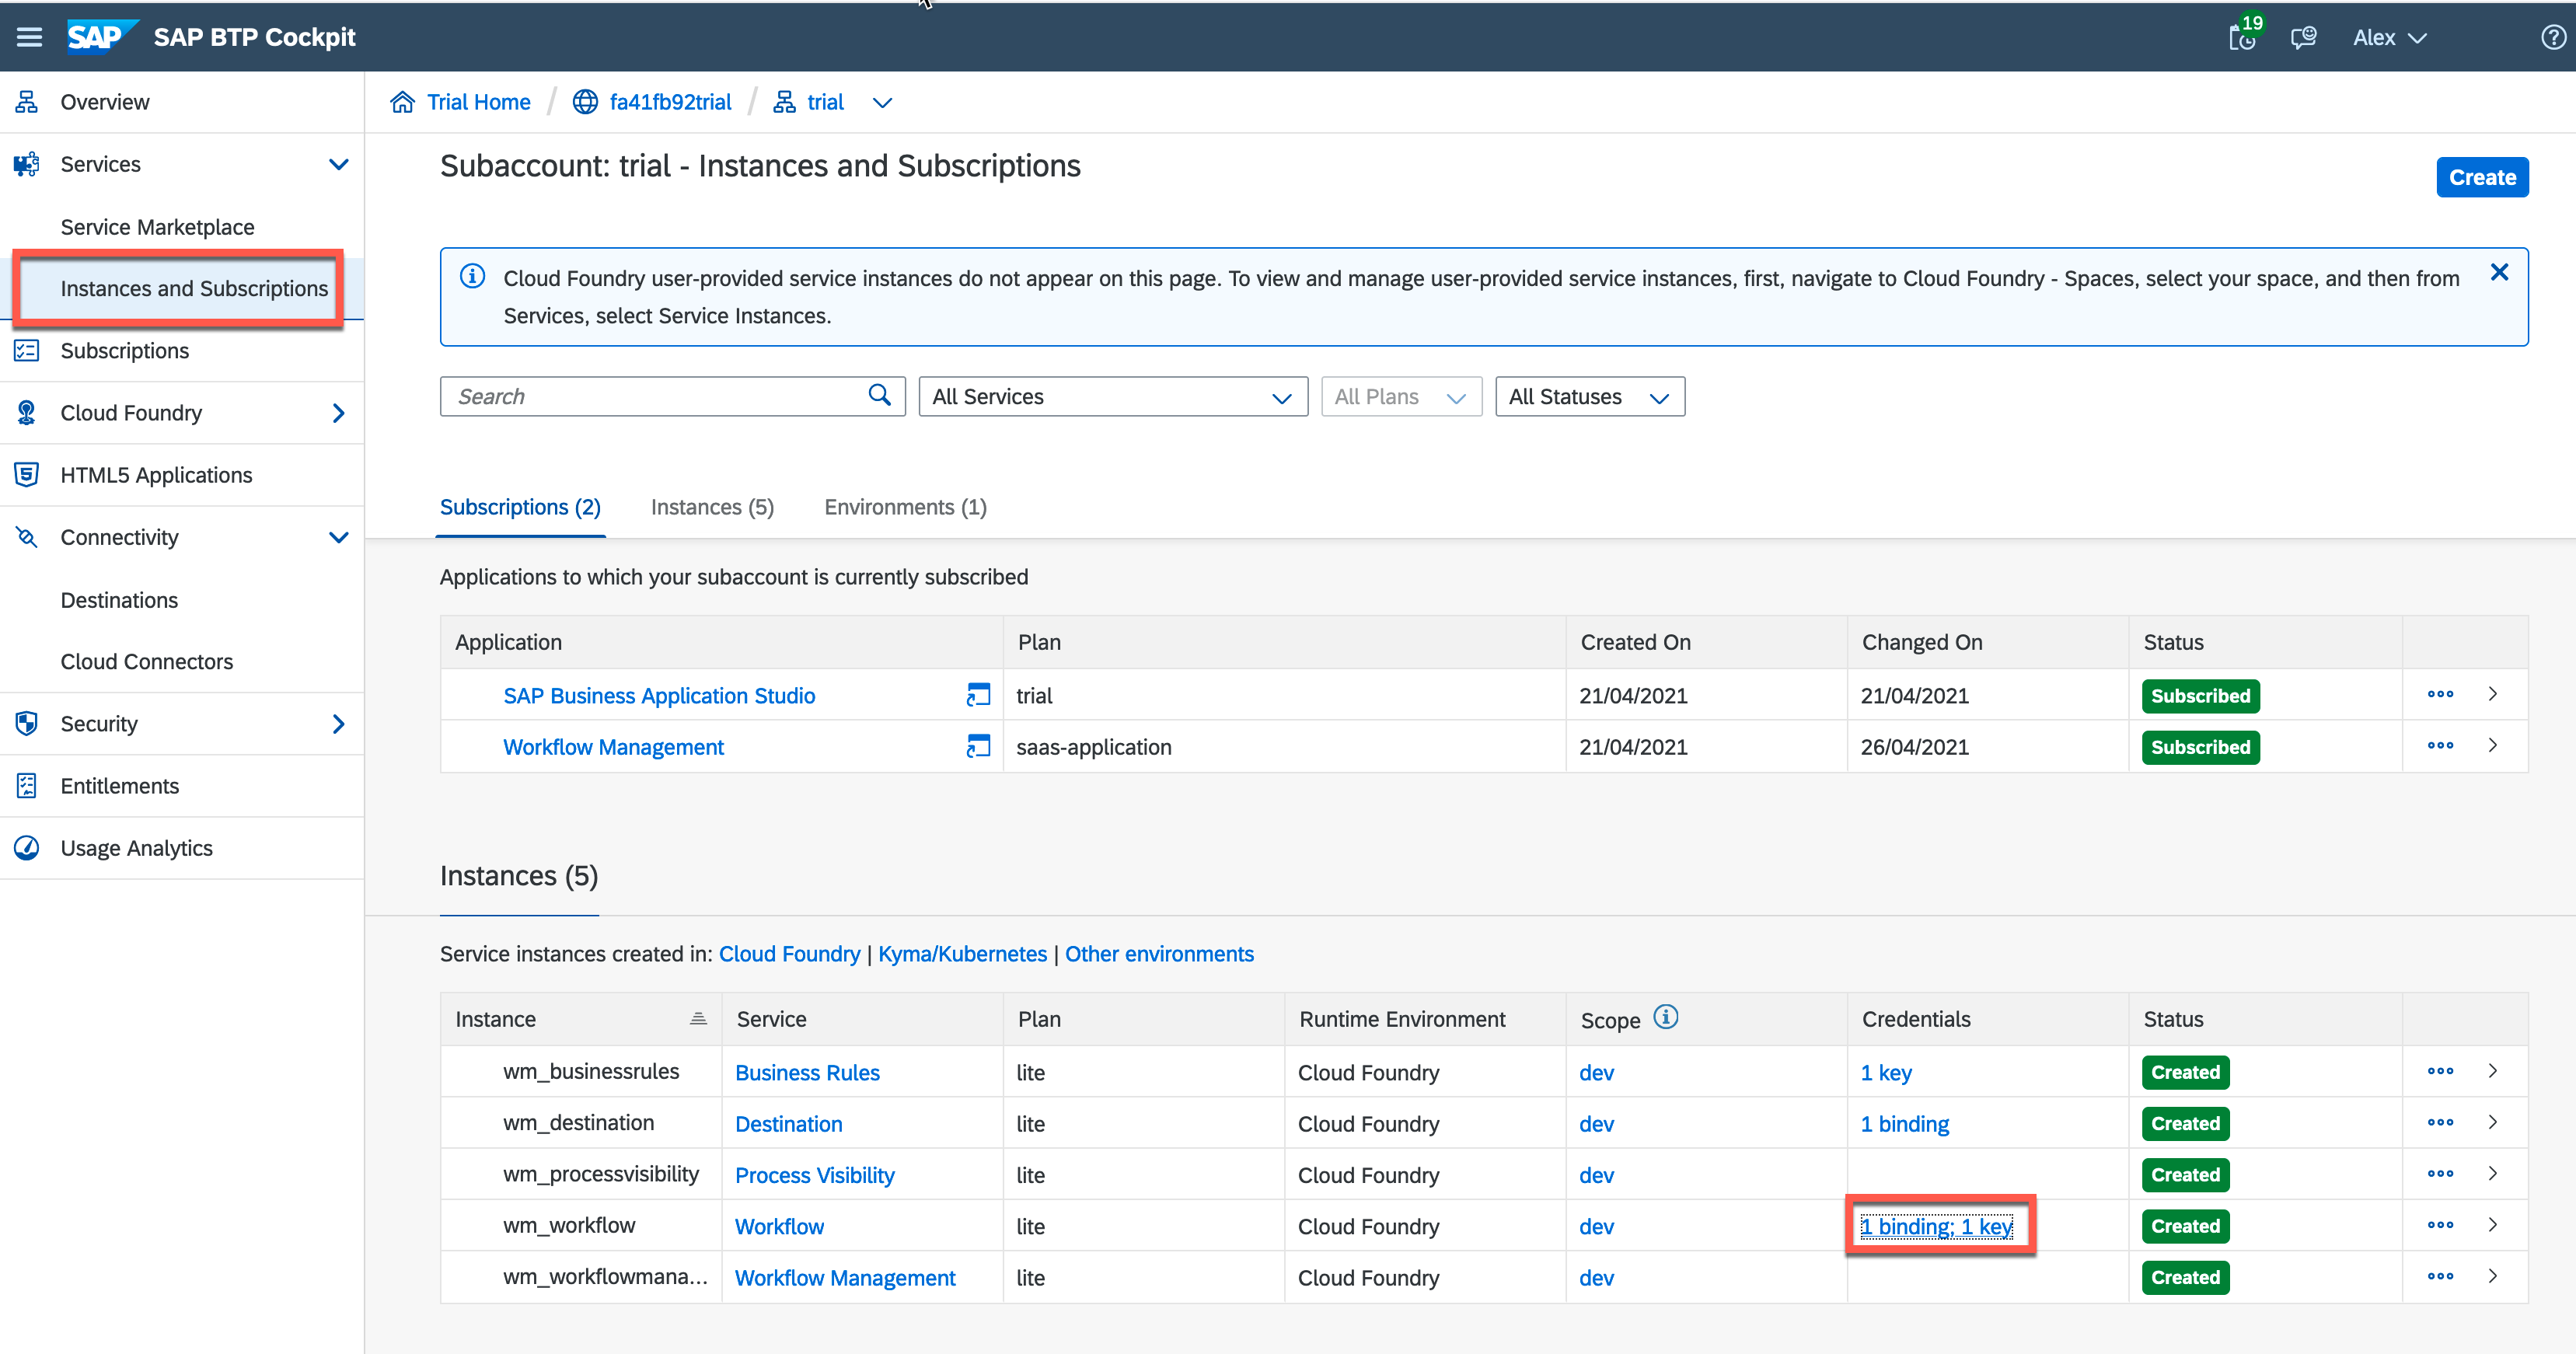 SAP SAP BTP Cockpit 19 Alex
Overview
Services
Service Marketplace
Instances and Subscriptions
Subscriptions
Cloud Foundry
HTML5 Applications
Connectivity
Destinations
Cloud Connectors
Security
Entitlements
Usage Analytics
Trial Home / fa41fb92trial / trial
Subaccount: trial - Instances and Subscriptions
Create
Cloud Foundry user-provided service instances do not appear on this page. To view and manage user-provided service instances, first, navigate to Cloud Foundry - Spaces, select your space, and then from
Services, select Service Instances.
Search All Services All Plans All Statuses
Subscriptions (2) Instances (5) Environments (1)
Applications to which your subaccount is currently subscribed
Application Plan Created On Changed On Status
SAP Business Application Studio trial 21/04/2021 21/04/2021 Subscribed
Workflow Management saas-application 21/04/2021 26/04/2021 Subscribed
Instances (5)
Service instances created in: Cloud Foundry | Kyma/Kubernetes | Other environments
Instance Service Plan Runtime Environment Scope Credentials Status
wm_businessrules Business Rules lite Cloud Foundry dev 1 key Created
wm_destination Destination lite Cloud Foundry dev 1 binding Created
wm_processvisibility Process Visibility lite Cloud Foundry dev Created
wm_workflow Workflow lite Cloud Foundry dev 1 binding; 1 key Created
wm_workflowmana... Workflow Management lite Cloud Foundry dev Created